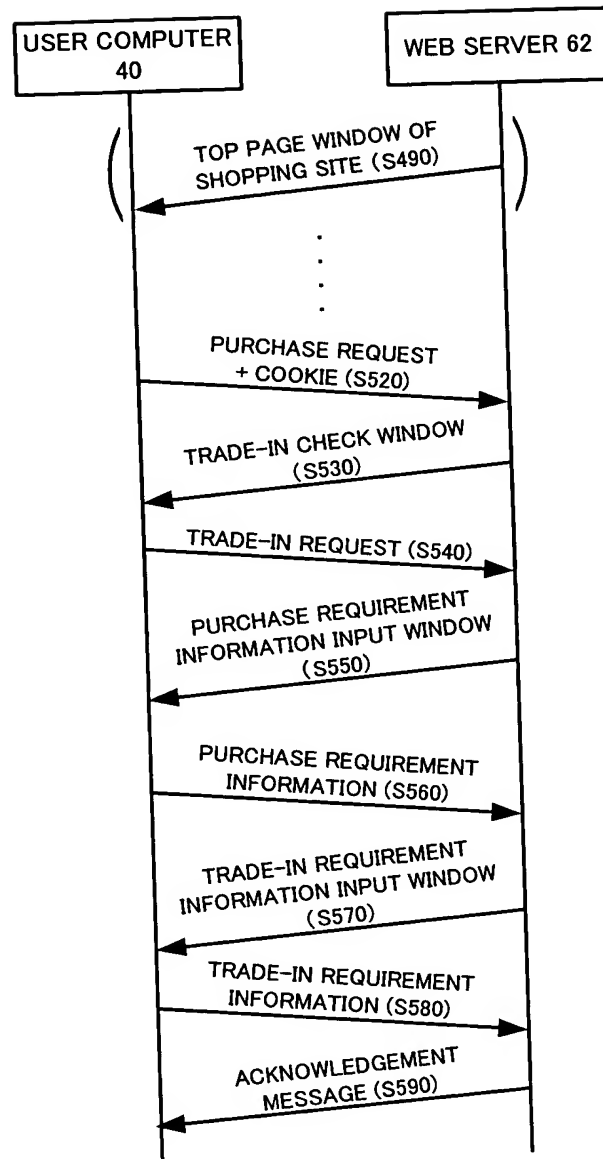 USER COMPUTER
40
WEB SERVER 62
TOP PAGE WINDOW OF
SHOPPING SITE (S490)
PURCHASE REQUEST
+ COOKIE (S520)
TRADE-IN CHECK WINDOW
(S530)
TRADE-IN REQUEST (S540)
PURCHASE REQUIREMENT
INFORMATION INPUT WINDOW
(S550)
PURCHASE REQUIREMENT
INFORMATION (S560)
TRADE-IN REQUIREMENT
INFORMATION INPUT WINDOW
(S570)
TRADE-IN REQUIREMENT
INFORMATION (S580)
ACKNOWLEDGEMENT
MESSAGE (S590)